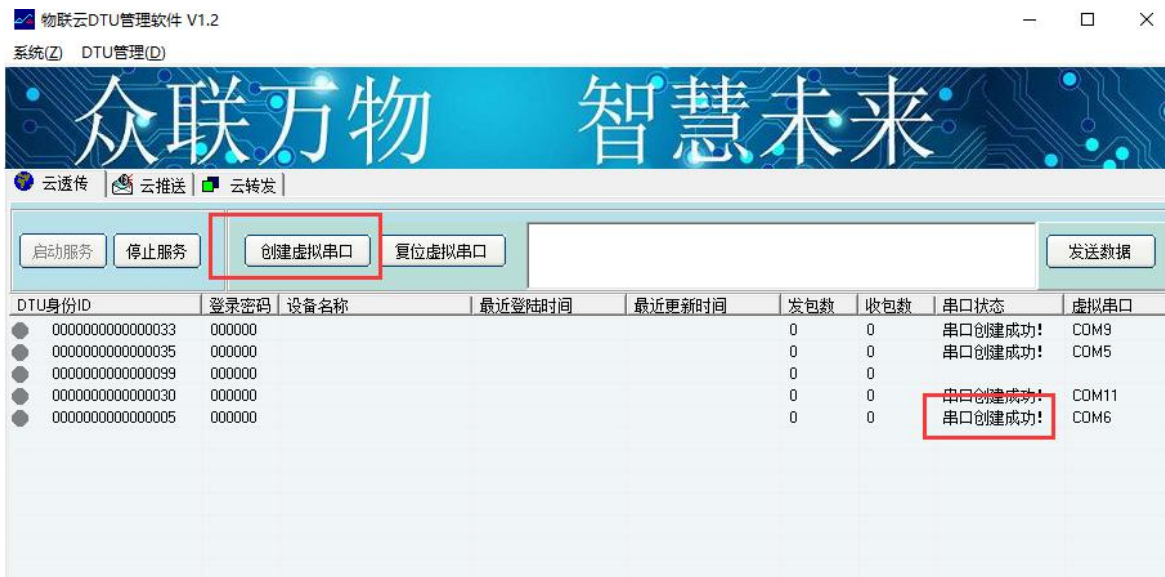 物联云DTU管理软件 V1.2
系统(Z) DTU管理(D)
众联万物 智慧未来
云透传 云推送 云转发
启动服务 停止服务 创建虚拟串口 复位虚拟串口 发送数据
DTU身份ID 登录密码 设备名称 最近登陆时间 最近更新时间 发包数 收包数 串口状态 虚拟串口
0000000000000033 000000 0 0 串口创建成功! COM9
0000000000000035 000000 0 0 串口创建成功! COM5
0000000000000099 000000 0 0
0000000000000030 000000 0 0 串口创建成功! COM11
0000000000000005 000000 0 0 串口创建成功! COM6